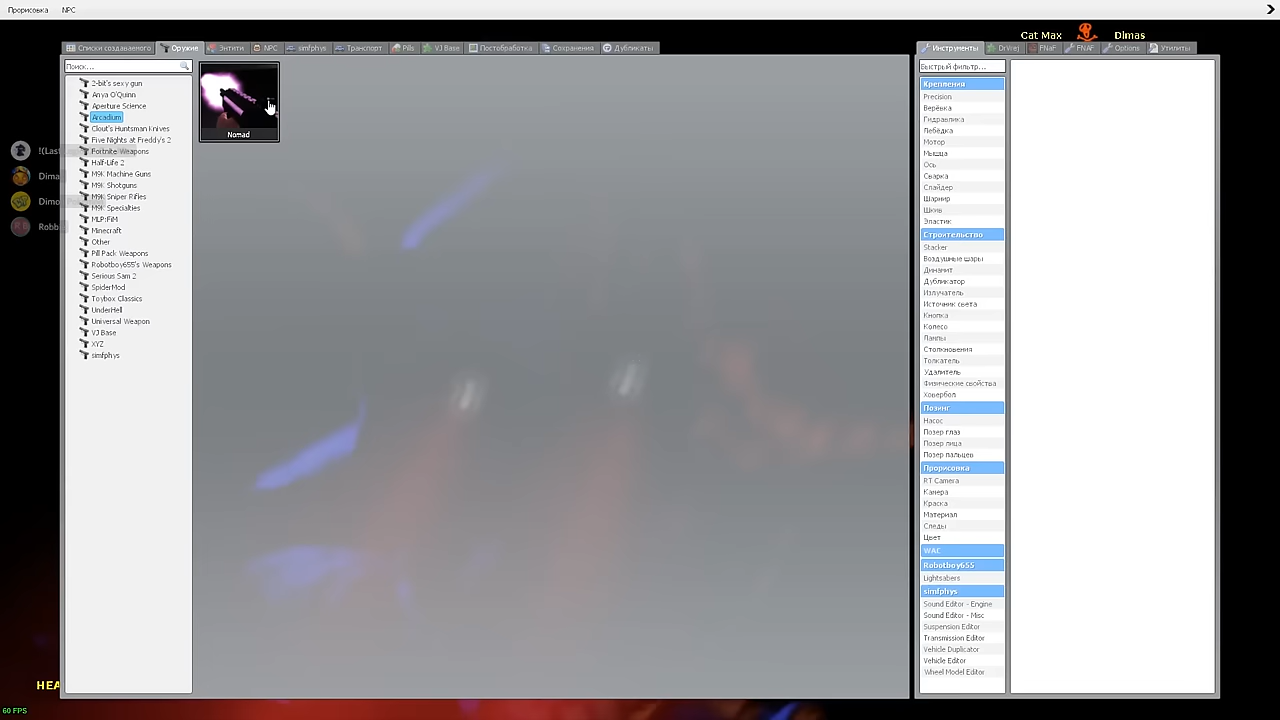 Прорисовка NPC
Cat Max Dimas
Списки создаваемого Оружие Энтити NPC simfphys Транспорт Pills VJ Base Постобработка Сохранения Дубликаты
Поиск...
2-bit's sexy gun
Anya O'Quinn
Aperture Science
Arcadium
Clout's Huntsman Knives
Five Nights at Freddy's 2
Fortnite Weapons
Half-Life 2
M9K Machine Guns
M9K Shotguns
M9K Sniper Rifles
M9K Specialties
MLP:FiM
Minecraft
Other
Pill Pack Weapons
Robotboy655's Weapons
Serious Sam 2
SpiderMod
Toybox Classics
UnderHell
Universal Weapon
VJ Base
XYZ
simfphys
Nomad
!(Las
Dima
Dimo
Robb
HEA
60 FPS
Инструменты DrVrej FNaF FNAF Options Утилиты
Быстрый фильтр...
Крепления
Precision
Верёвка
Гидравлика
Лебёдка
Мотор
Мышца
Ось
Сварка
Слайдер
Шарнир
Шкив
Эластик
Строительство
Stacker
Воздушные шары
Динамит
Дубликатор
Излучатель
Источник света
Кнопка
Колесо
Лампы
Столкновения
Толкатель
Удалитель
Физические свойства
Ховербол
Позинг
Насос
Позер глаз
Позер лица
Позер пальцев
Прорисовка
RT Camera
Камера
Краска
Материал
Следы
Цвет
WAC
Robotboy655
Lightsabers
simfphys
Sound Editor - Engine
Sound Editor - Misc
Suspension Editor
Transmission Editor
Vehicle Duplicator
Vehicle Editor
Wheel Model Editor